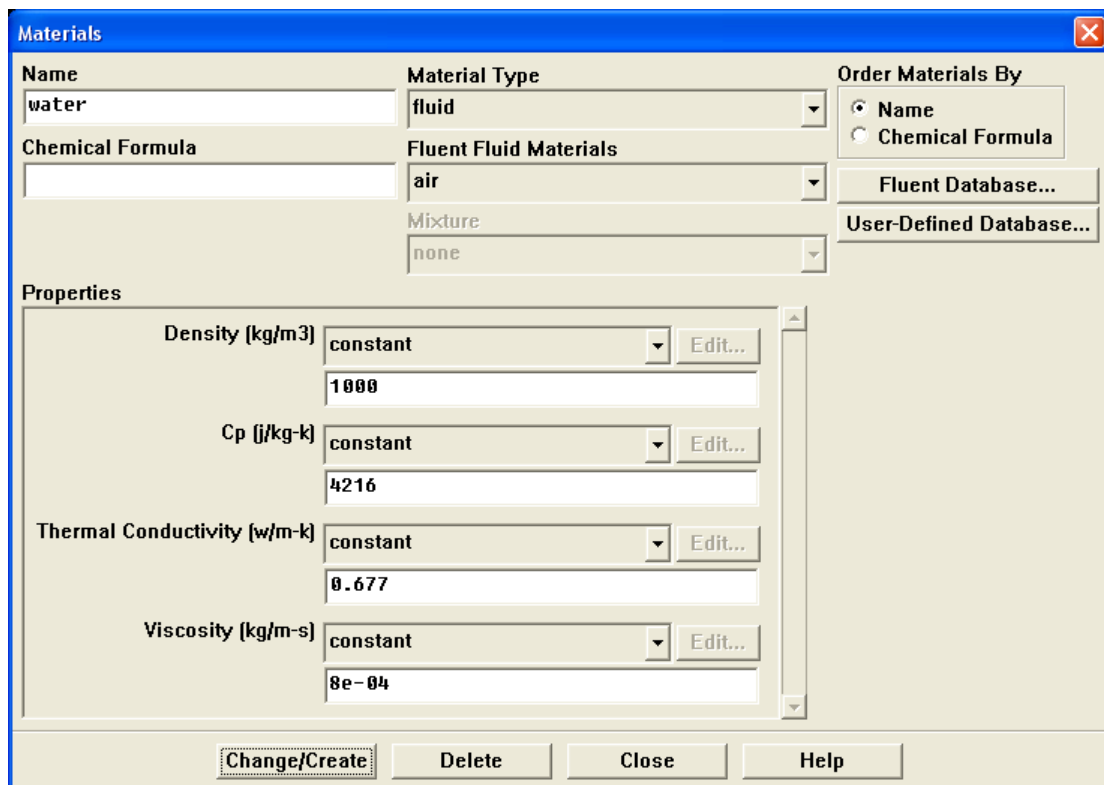 Materials
Name
water
Material Type
fluid
Order Materials By
Name
Chemical Formula
Chemical Formula
Fluent Fluid Materials
air
Fluent Database...
User-Defined Database...
Mixture
none
Properties
Density (kg/m3)
constant
Edit...
1000
Cp (j/kg-k)
constant
Edit...
4216
Thermal Conductivity (w/m-k)
constant
Edit...
0.677
Viscosity (kg/m-s)
constant
Edit...
8e-04
Change/Create
Delete
Close
Help